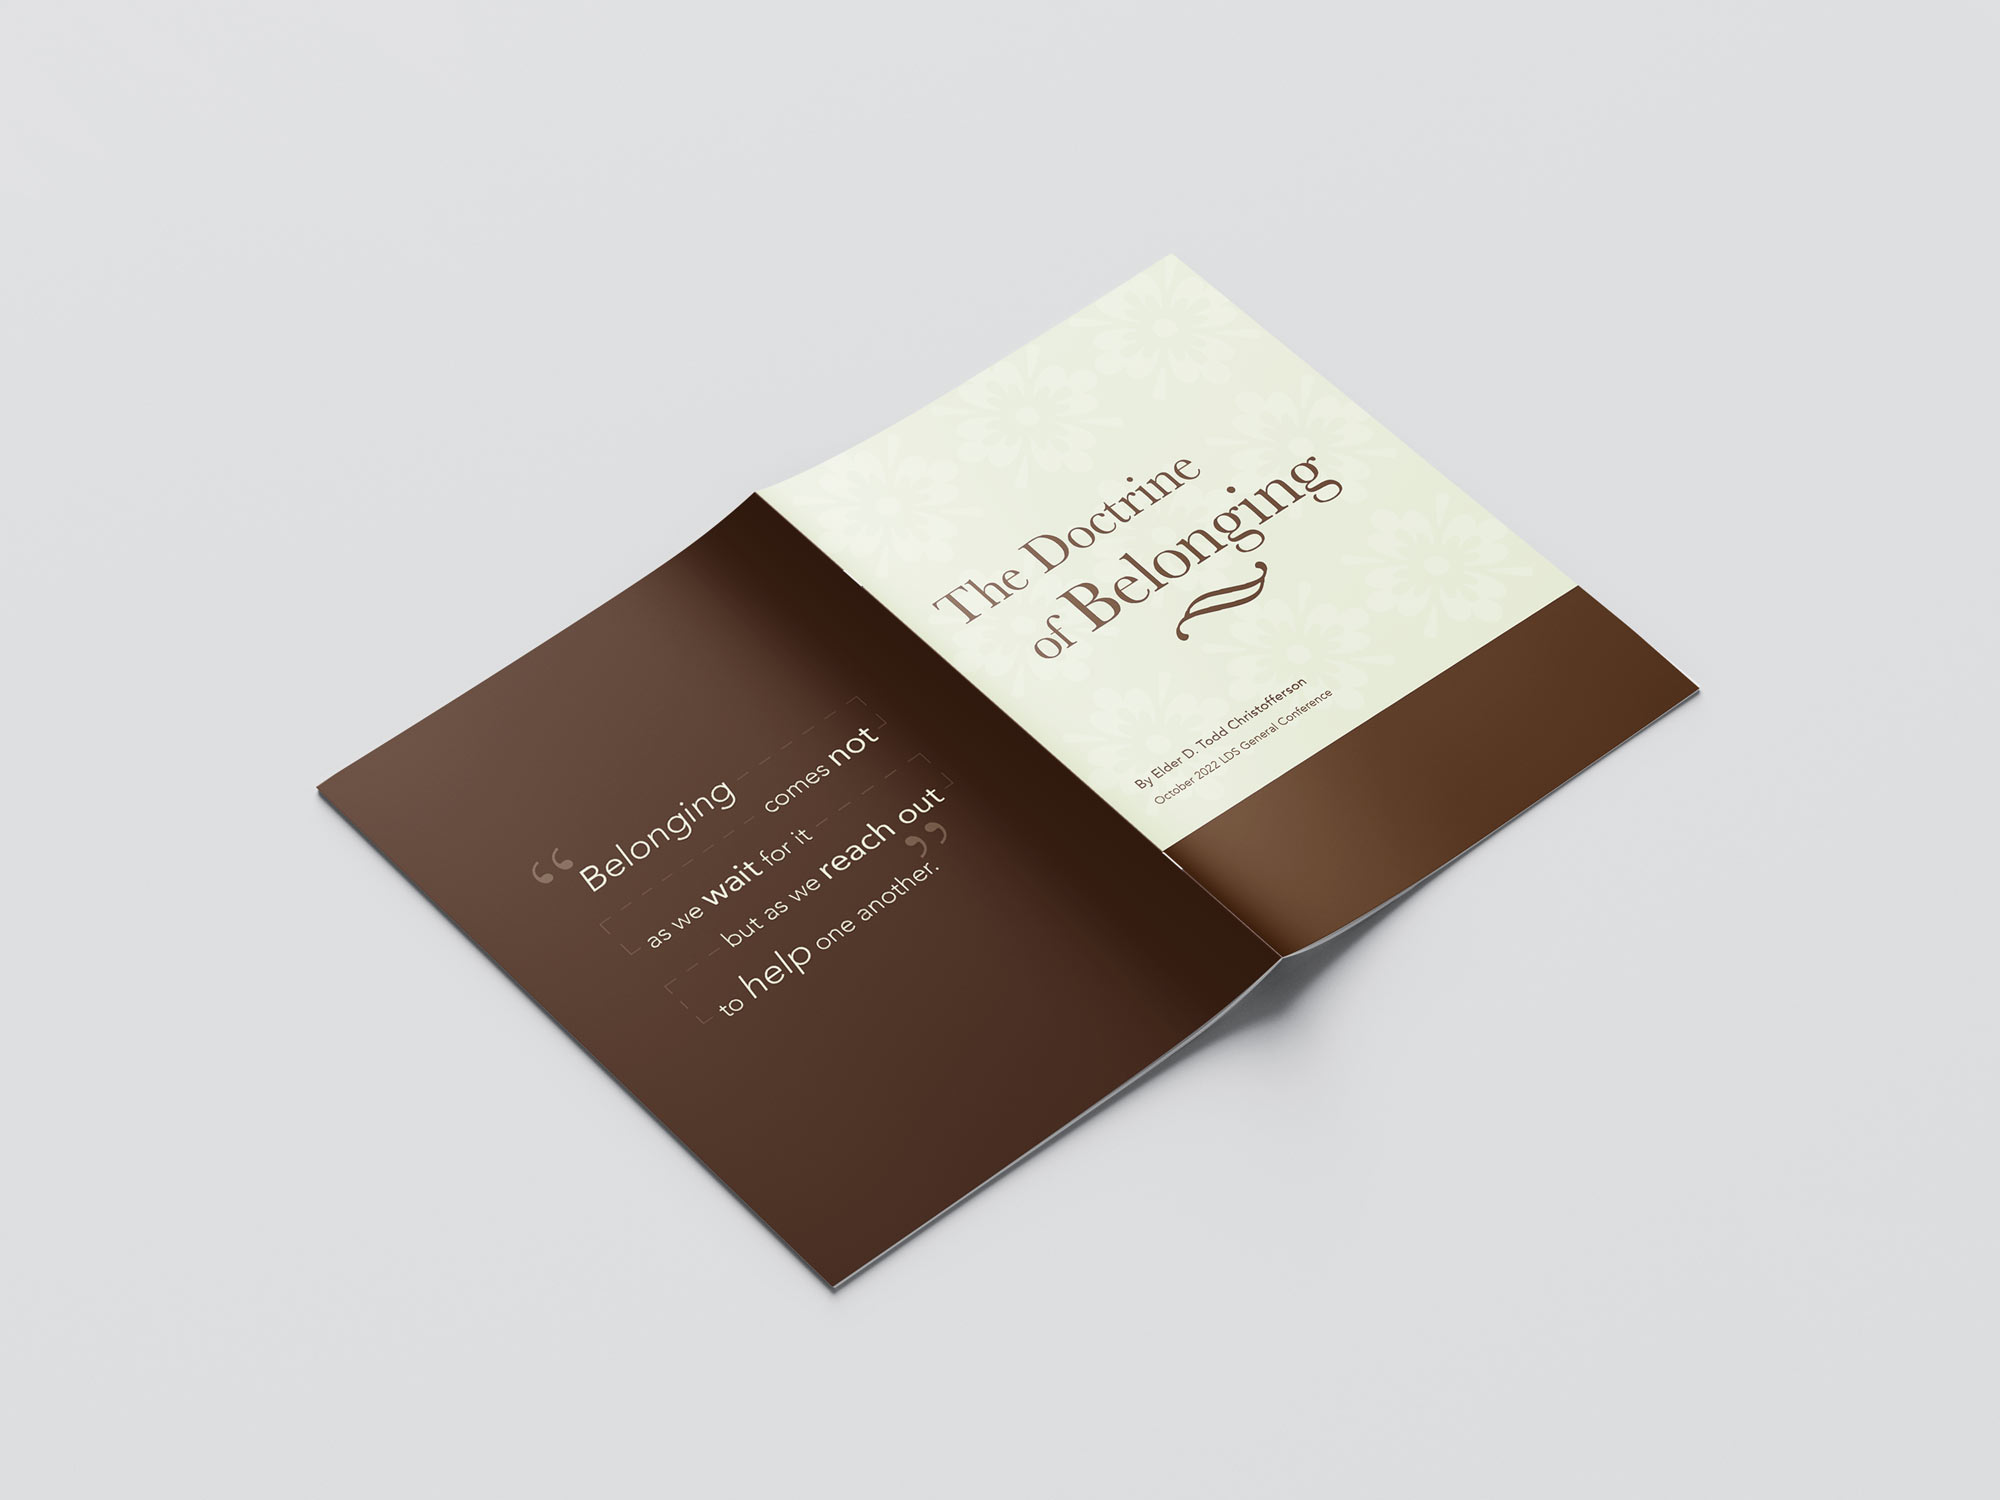 The Doctrine
of Belonging
By Elder D. Todd Christofferson
October 2022 LDS General Conference
“Belonging
comes not
as we wait for it
but as we reach out
to help one another.”